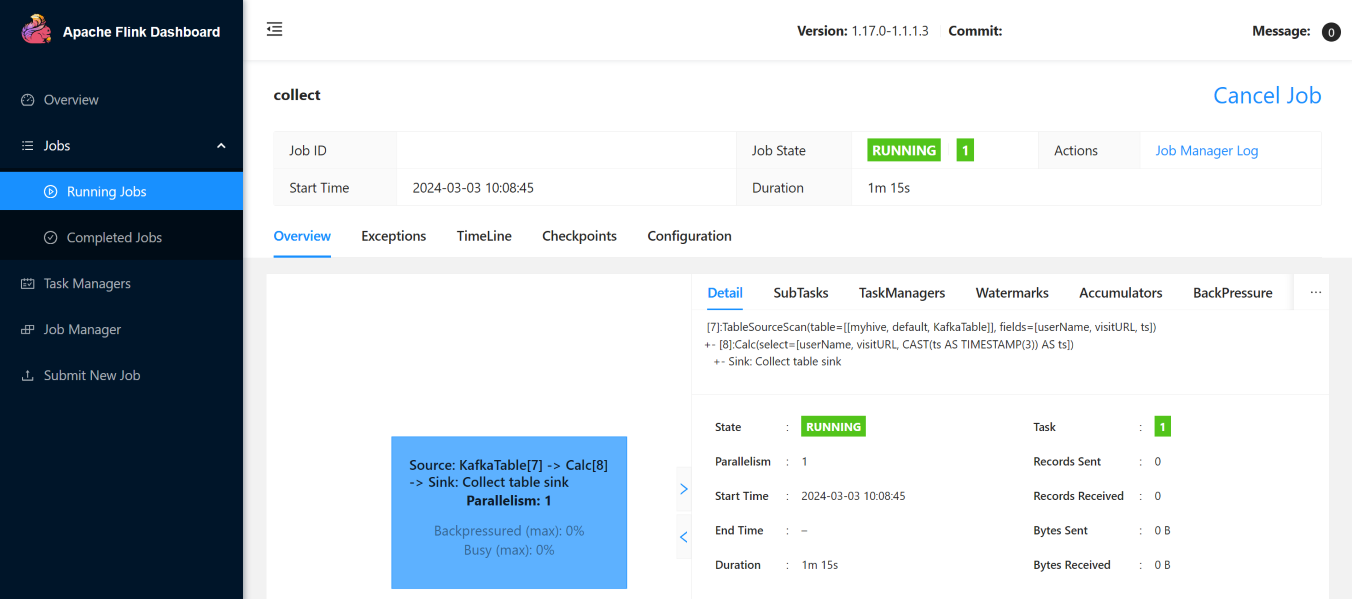 Apache Flink Dashboard
Version: 1.17.0-1.1.1.3 Commit:
Message: 0
Overview
Jobs
Running Jobs
Completed Jobs
Task Managers
Job Manager
Submit New Job
collect
Cancel Job
Job ID
Job State RUNNING 1
Actions Job Manager Log
Start Time 2024-03-03 10:08:45
Duration 1m 15s
Overview Exceptions TimeLine Checkpoints Configuration
Source: KafkaTable[7] -> Calc[8]
-> Sink: Collect table sink
Parallelism: 1
Backpressured (max): 0%
Busy (max): 0%
Detail SubTasks TaskManagers Watermarks Accumulators BackPressure ...
[7]:TableSourceScan(table=[[myhive, default, KafkaTable]], fields=[userName, visitURL, ts])
+- [8]:Calc(select=[userName, visitURL, CAST(ts AS TIMESTAMP(3)) AS ts])
+- Sink: Collect table sink
State : RUNNING Task : 1
Parallelism : 1 Records Sent : 0
Start Time : 2024-03-03 10:08:45 Records Received : 0
End Time : – Bytes Sent : 0 B
Duration : 1m 15s Bytes Received : 0 B